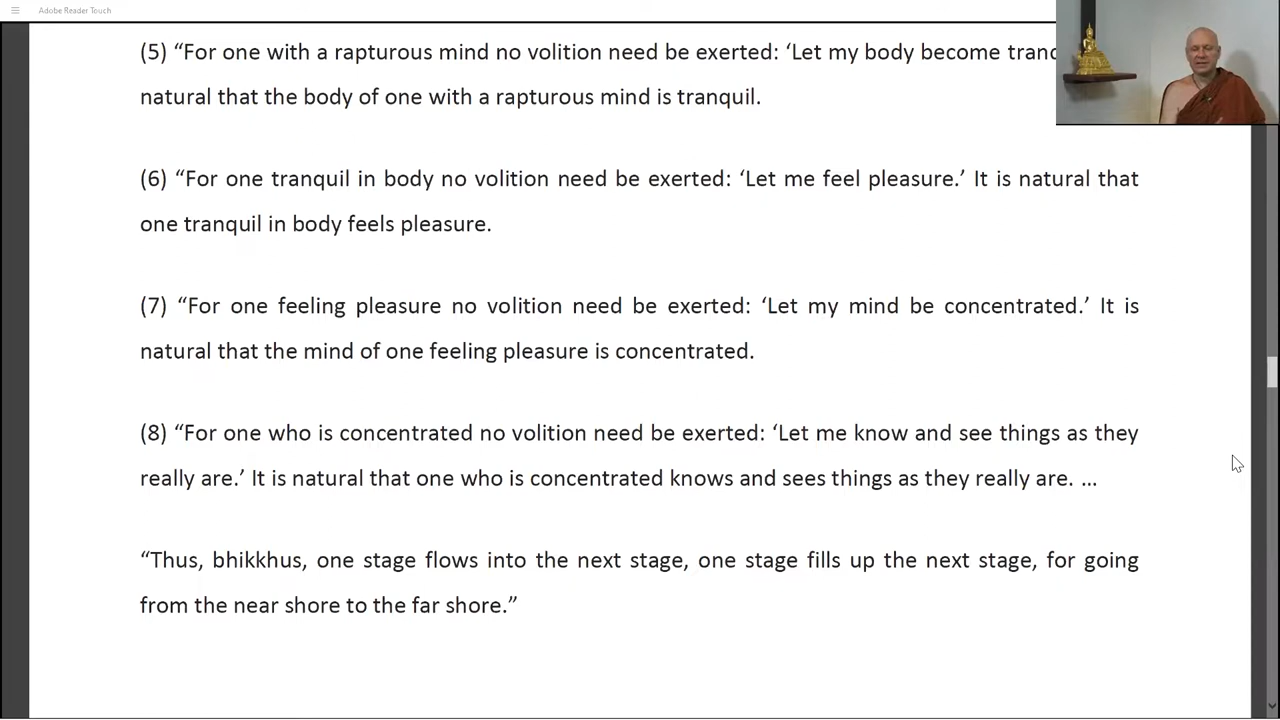 Adobe Reader Touch
(5) “For one with a rapturous mind no volition need be exerted: ‘Let my body become
natural that the body of one with a rapturous mind is tranquil.
(6) “For one tranquil in body no volition need be exerted: ‘Let me feel pleasure.’ It is natural that
one tranquil in body feels pleasure.
(7) “For one feeling pleasure no volition need be exerted: ‘Let my mind be concentrated.’ It is
natural that the mind of one feeling pleasure is concentrated.
(8) “For one who is concentrated no volition need be exerted: ‘Let me know and see things as they
really are.’ It is natural that one who is concentrated knows and sees things as they really are. ...
“Thus, bhikkhus, one stage flows into the next stage, one stage fills up the next stage, for going
from the near shore to the far shore.”